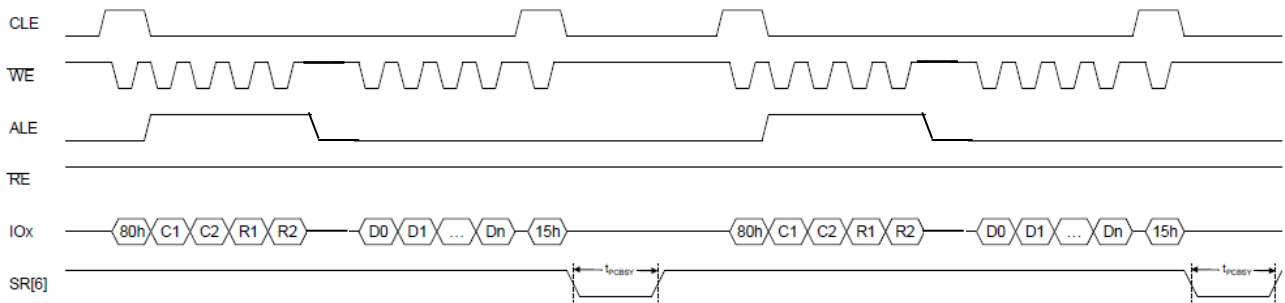 CLE
WE
ALE
RE
IOx 80h C1 C2 R1 R2 D0 D1 ... Dn 15h 80h C1 C2 R1 R2 D0 D1 ... Dn 15h
SR[6] tPCBSY tPCBSY